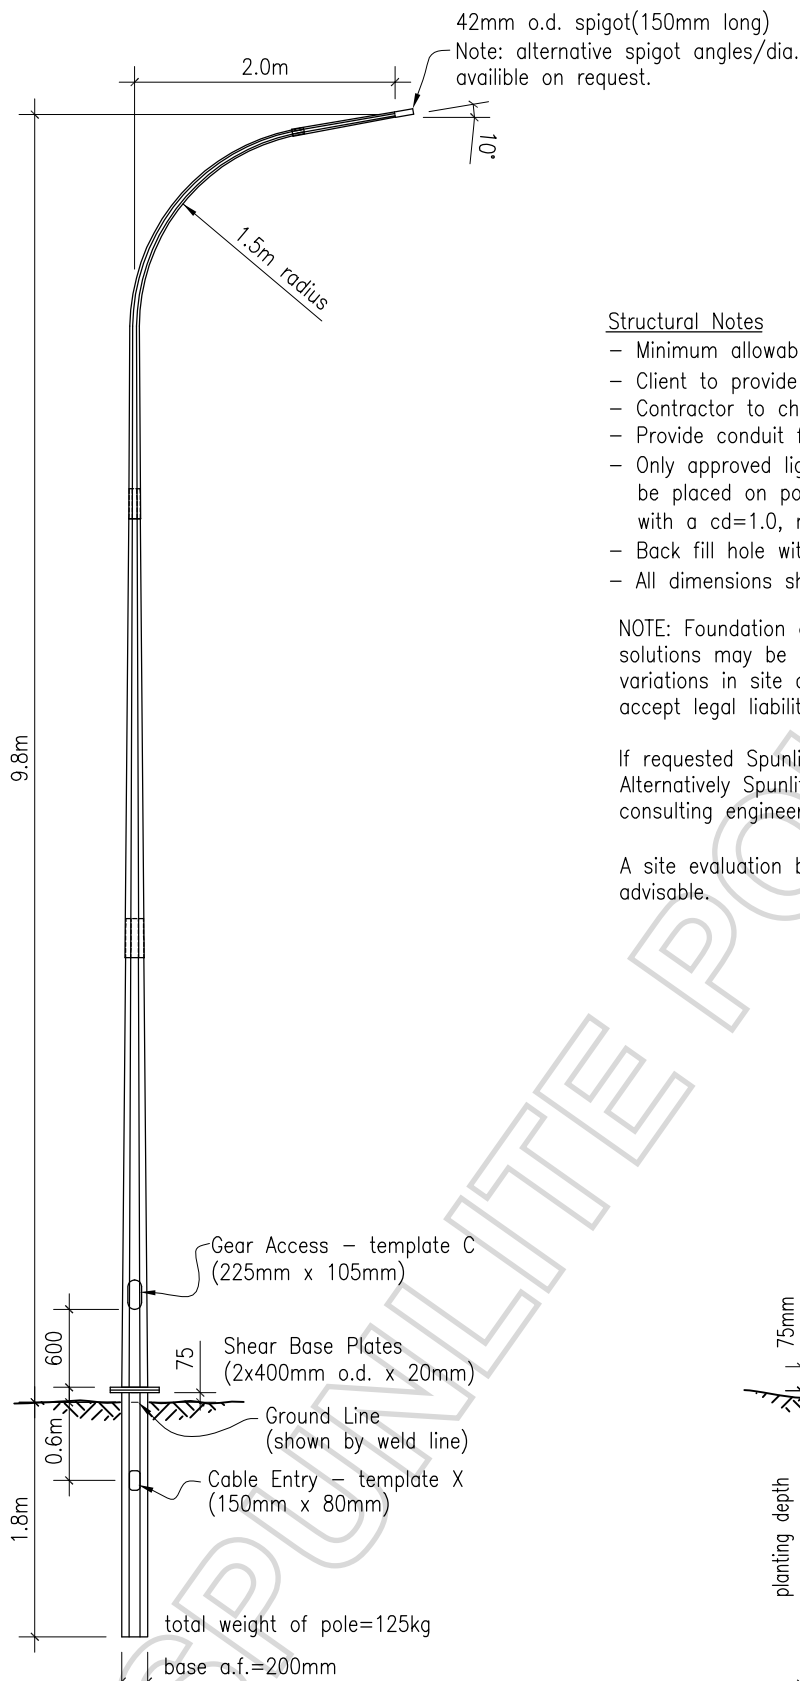 42mm o.d. spigot(150mm long)
Note: alternative spigot angles/dia.
availible on request.
2.0m
10°
1.5m radius
Structural Notes
– Minimum allowab
– Client to provide
– Contractor to ch
– Provide conduit f
– Only approved lig
be placed on po
with a cd=1.0, r
– Back fill hole wit
– All dimensions sh
NOTE: Foundation
solutions may be
variations in site
accept legal liabilit
If requested Spunli
Alternatively Spunli
consulting engineer
A site evaluation b
advisable.
9.8m
Gear Access – template C
(225mm x 105mm)
600
75
Shear Base Plates
(2x400mm o.d. x 20mm)
75mm
Ground Line
(shown by weld line)
0.6m
Cable Entry – template X
(150mm x 80mm)
1.8m
planting depth
total weight of pole=125kg
base a.f.=200mm
SPUNLITE PO